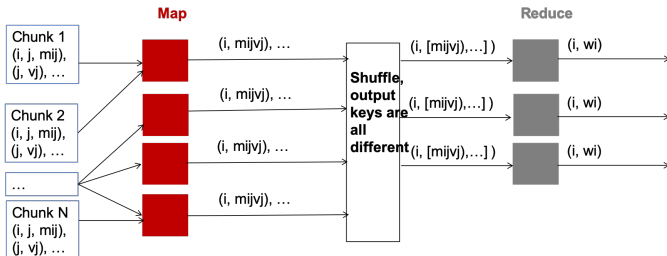 Map
Reduce
Chunk 1
(i, j, mij),
(j, vj), …
Chunk 2
(i, j, mij),
(j, vj), …
…
Chunk N
(i, j, mij),
(j, vj), …
(i, mijvj), …
(i, mijvj), …
(i, mijvj), …
(i, mijvj), …
Shuffle,
output
keys are
all
different
(i, [mijvj),…] )
(i, [mijvj),…] )
(i, [mijvj),…] )
(i, wi)
(i, wi)
(i, wi)